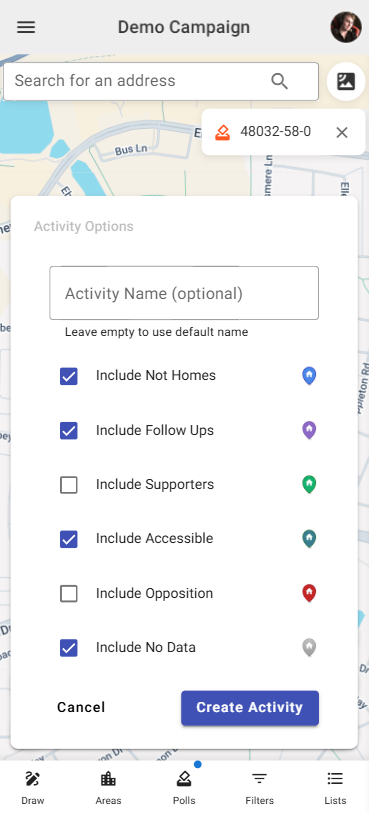 Demo Campaign
Search for an address
48032-58-0
Bus Ln
Activity Options
Activity Name (optional)
Leave empty to use default name
Include Not Homes
Include Follow Ups
Include Supporters
Include Accessible
Include Opposition
Include No Data
Cancel
Create Activity
Draw
Areas
Polls
Filters
Lists